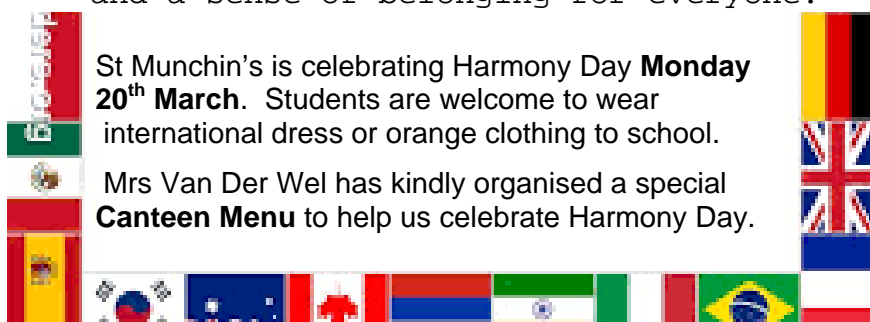 and a sense of belonging for everyone.
St Munchin’s is celebrating Harmony Day Monday
20th March. Students are welcome to wear
international dress or orange clothing to school.
Mrs Van Der Wel has kindly organised a special
Canteen Menu to help us celebrate Harmony Day.